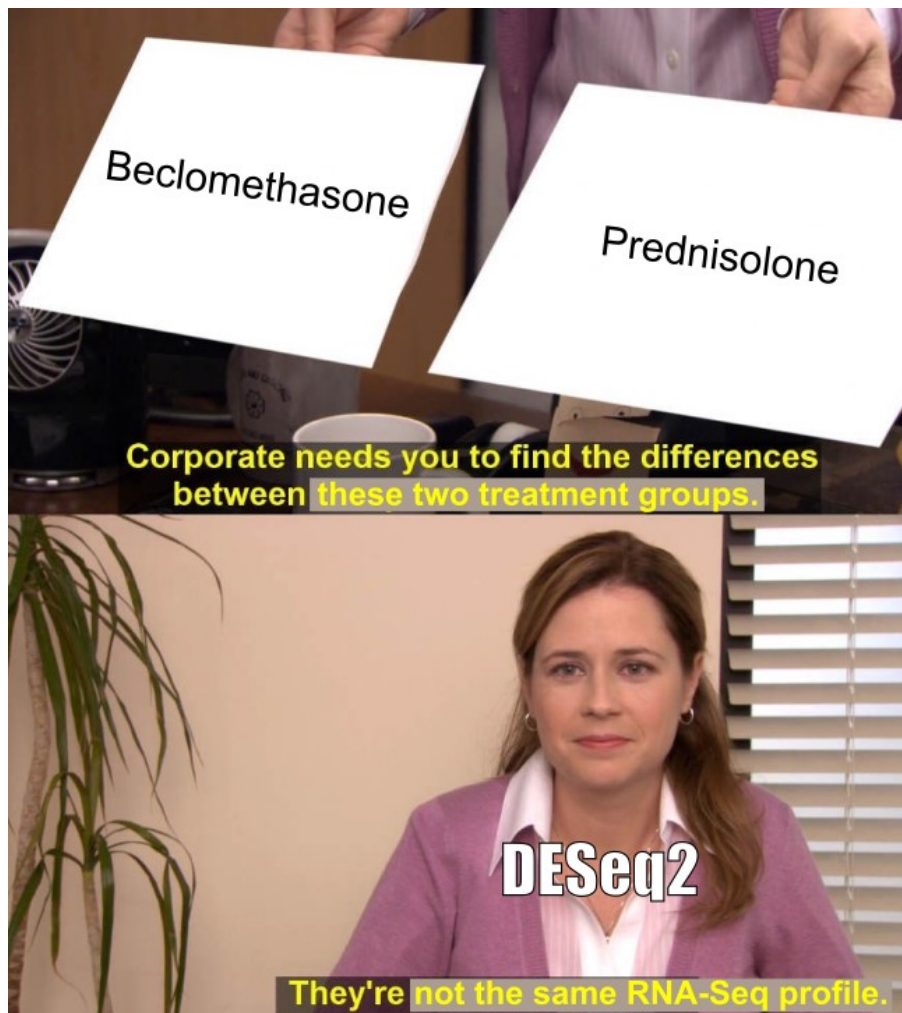 Beclomethasone
Prednisolone
Corporate needs you to find the differences
between these two treatment groups.
DESeq2
They're not the same RNA-Seq profile.